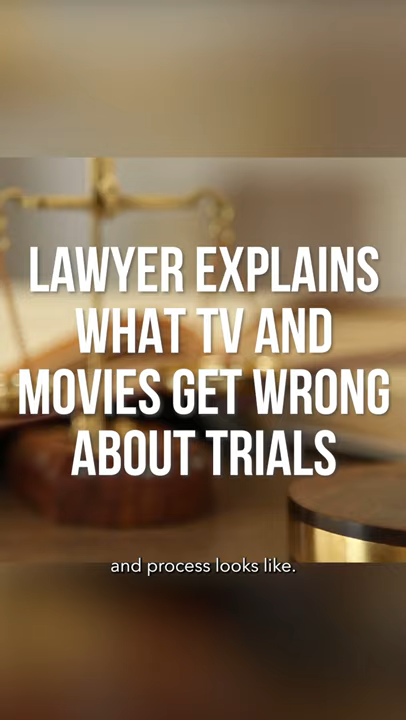 LAWYER EXPLAINS
WHAT TV AND
MOVIES GET WRONG
ABOUT TRIALS
and process looks like.